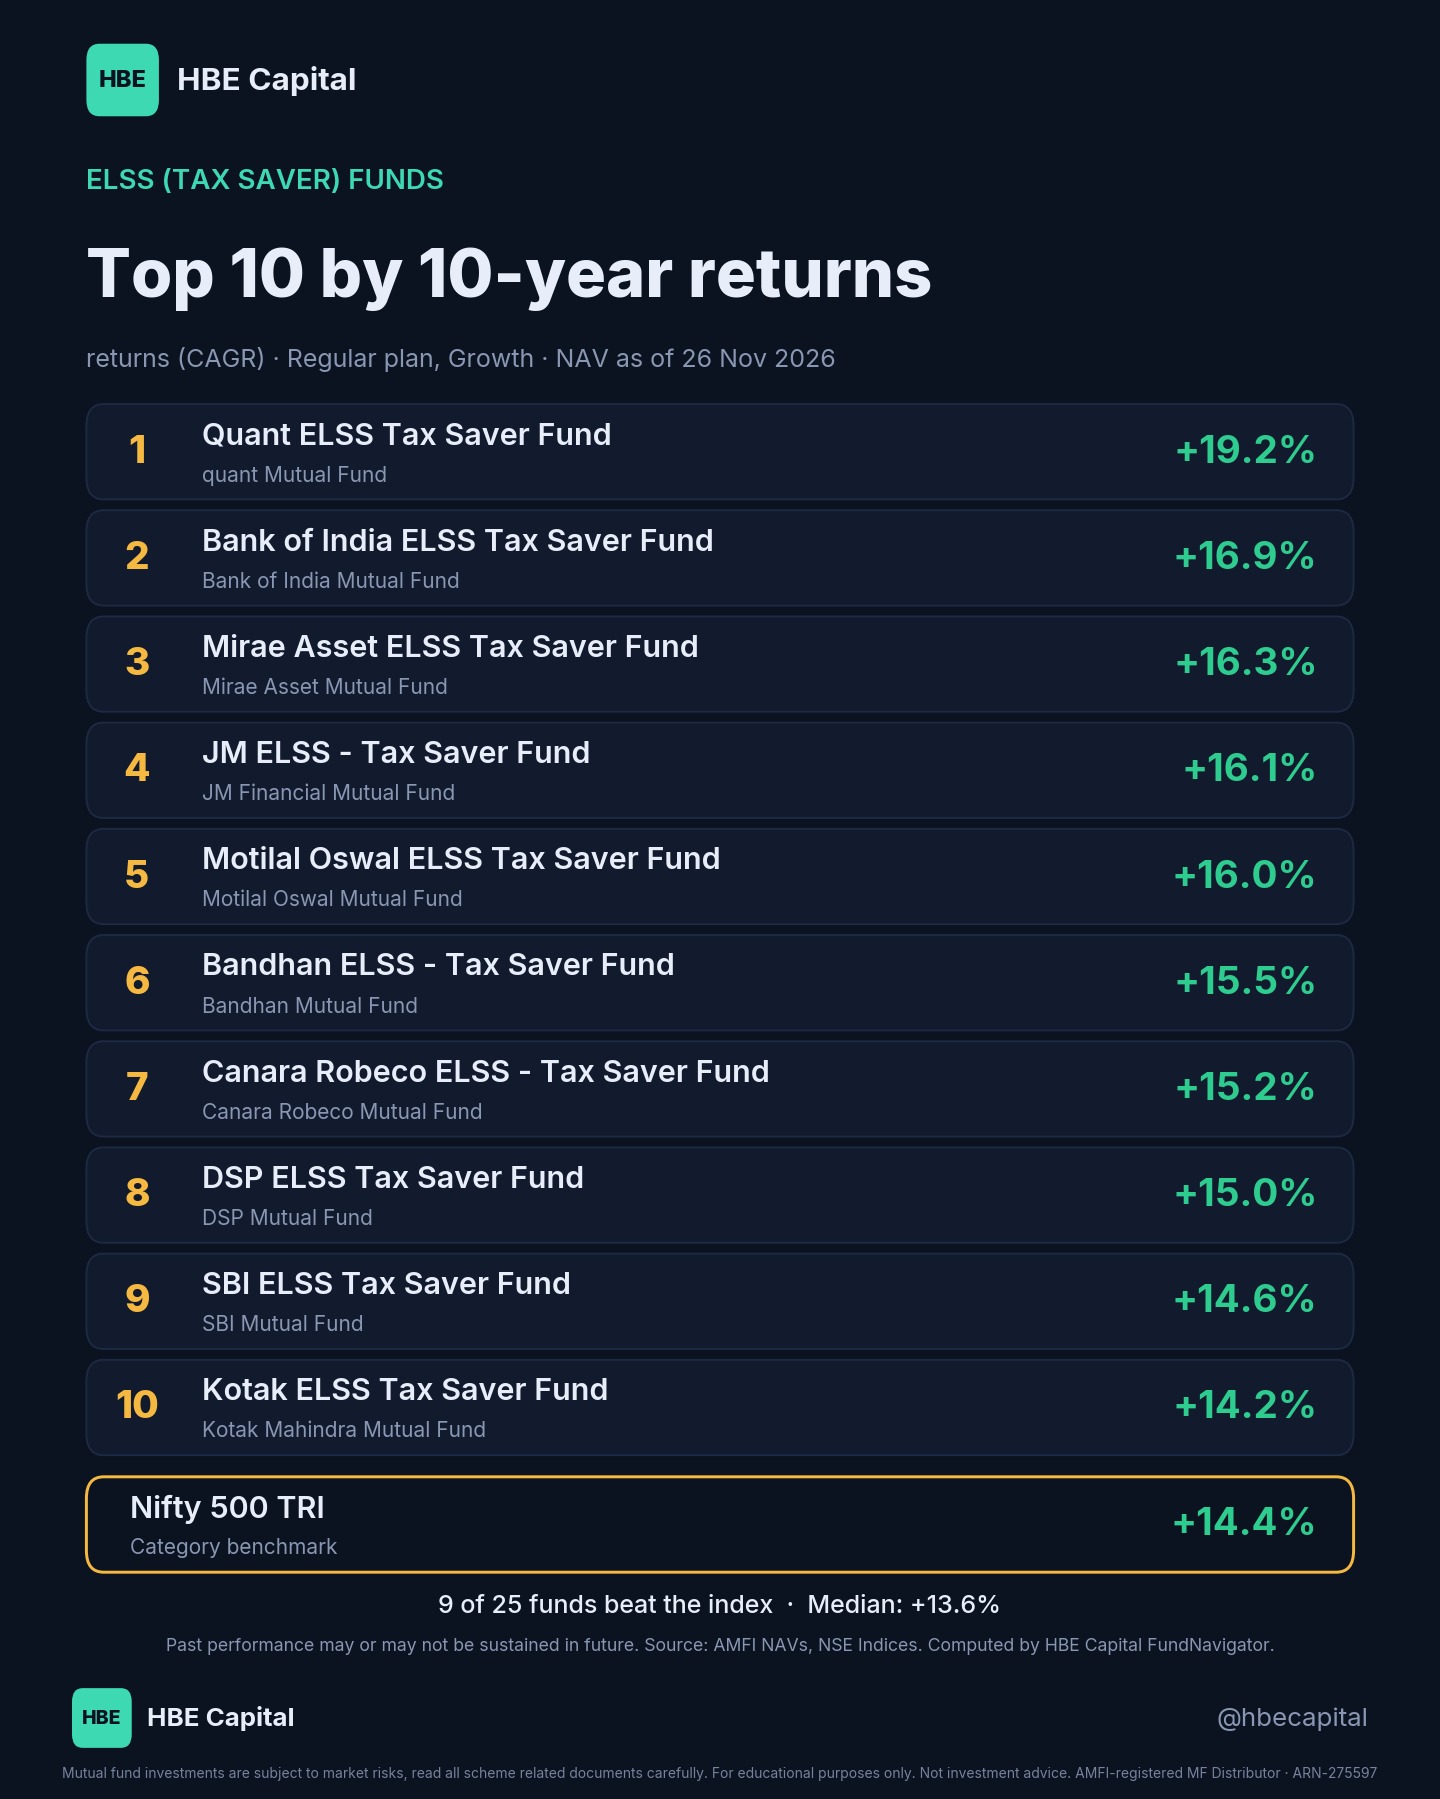 HBE HBE Capital
ELSS (TAX SAVER) FUNDS
Top 10 by 10-year returns
returns (CAGR) · Regular plan, Growth · NAV as of 26 Nov 2026
1 Quant ELSS Tax Saver Fund +19.2%
quant Mutual Fund
2 Bank of India ELSS Tax Saver Fund +16.9%
Bank of India Mutual Fund
3 Mirae Asset ELSS Tax Saver Fund +16.3%
Mirae Asset Mutual Fund
4 JM ELSS - Tax Saver Fund +16.1%
JM Financial Mutual Fund
5 Motilal Oswal ELSS Tax Saver Fund +16.0%
Motilal Oswal Mutual Fund
6 Bandhan ELSS - Tax Saver Fund +15.5%
Bandhan Mutual Fund
7 Canara Robeco ELSS - Tax Saver Fund +15.2%
Canara Robeco Mutual Fund
8 DSP ELSS Tax Saver Fund +15.0%
DSP Mutual Fund
9 SBI ELSS Tax Saver Fund +14.6%
SBI Mutual Fund
10 Kotak ELSS Tax Saver Fund +14.2%
Kotak Mahindra Mutual Fund
Nifty 500 TRI +14.4%
Category benchmark
9 of 25 funds beat the index · Median: +13.6%
Past performance may or may not be sustained in future. Source: AMFI NAVs, NSE Indices. Computed by HBE Capital FundNavigator.
HBE HBE Capital @hbecapital
Mutual fund investments are subject to market risks, read all scheme related documents carefully. For educational purposes only. Not investment advice. AMFI-registered MF Distributor · ARN-275597